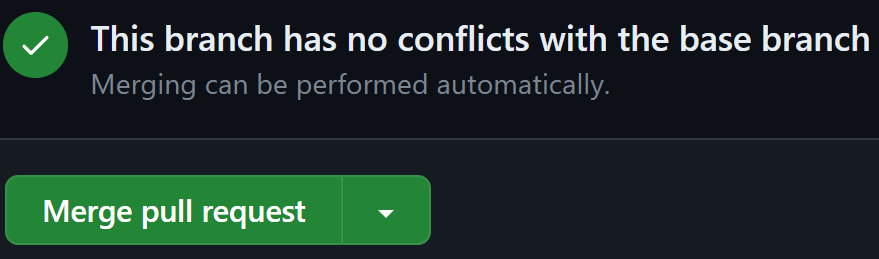 This branch has no conflicts with the base branch
Merging can be performed automatically.
Merge pull request